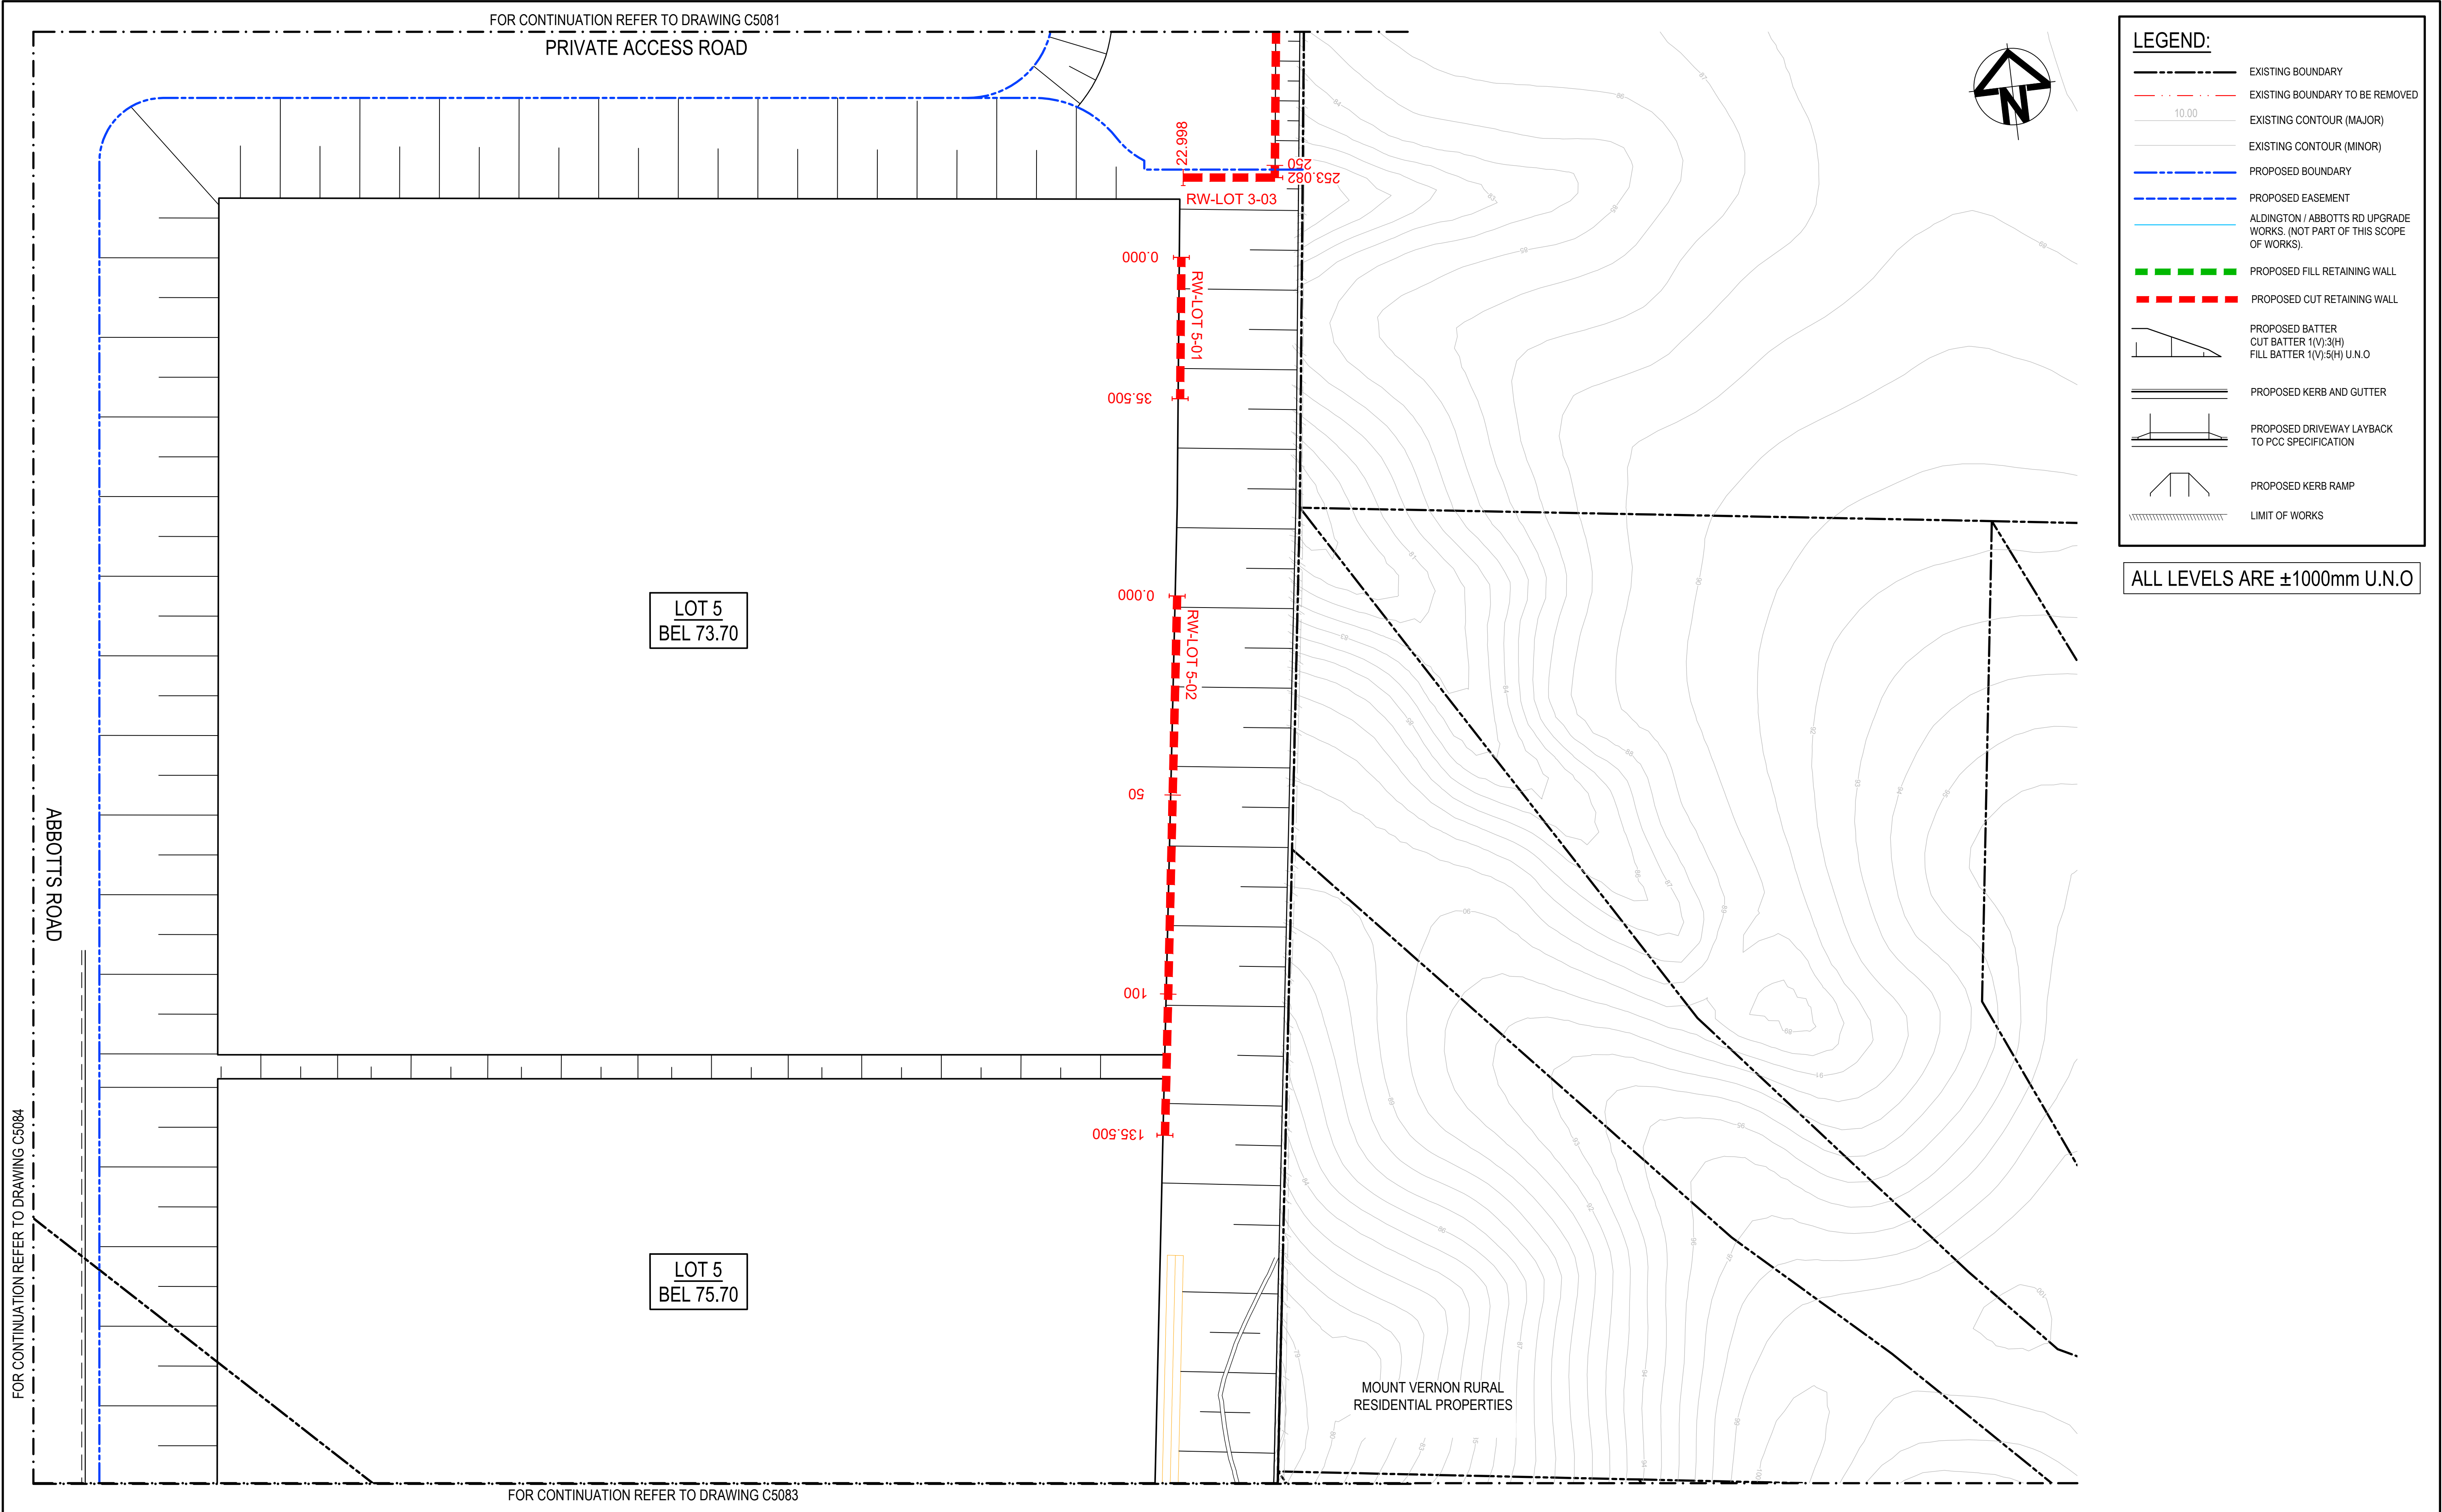 FOR CONTINUATION REFER TO DRAWING C5081
PRIVATE ACCESS ROAD
22.998
250
253.082
RW-LOT 3-03
0.000
RW-LOT 5-01
35.500
0.000
RW-LOT 5-02
50
100
135.500
LOT 5
BEL 73.70
LOT 5
BEL 75.70
ABBOTTS ROAD
FOR CONTINUATION REFER TO DRAWING C5084
MOUNT VERNON RURAL
RESIDENTIAL PROPERTIES
FOR CONTINUATION REFER TO DRAWING C5083
N
LEGEND:
EXISTING BOUNDARY
EXISTING BOUNDARY TO BE REMOVED
10.00
EXISTING CONTOUR (MAJOR)
EXISTING CONTOUR (MINOR)
PROPOSED BOUNDARY
PROPOSED EASEMENT
ALDINGTON / ABBOTTS RD UPGRADE
WORKS. (NOT PART OF THIS SCOPE
OF WORKS).
PROPOSED FILL RETAINING WALL
PROPOSED CUT RETAINING WALL
PROPOSED BATTER
CUT BATTER 1(V):3(H)
FILL BATTER 1(V):5(H) U.N.O
PROPOSED KERB AND GUTTER
PROPOSED DRIVEWAY LAYBACK
TO PCC SPECIFICATION
PROPOSED KERB RAMP
LIMIT OF WORKS
ALL LEVELS ARE ±1000mm U.N.O